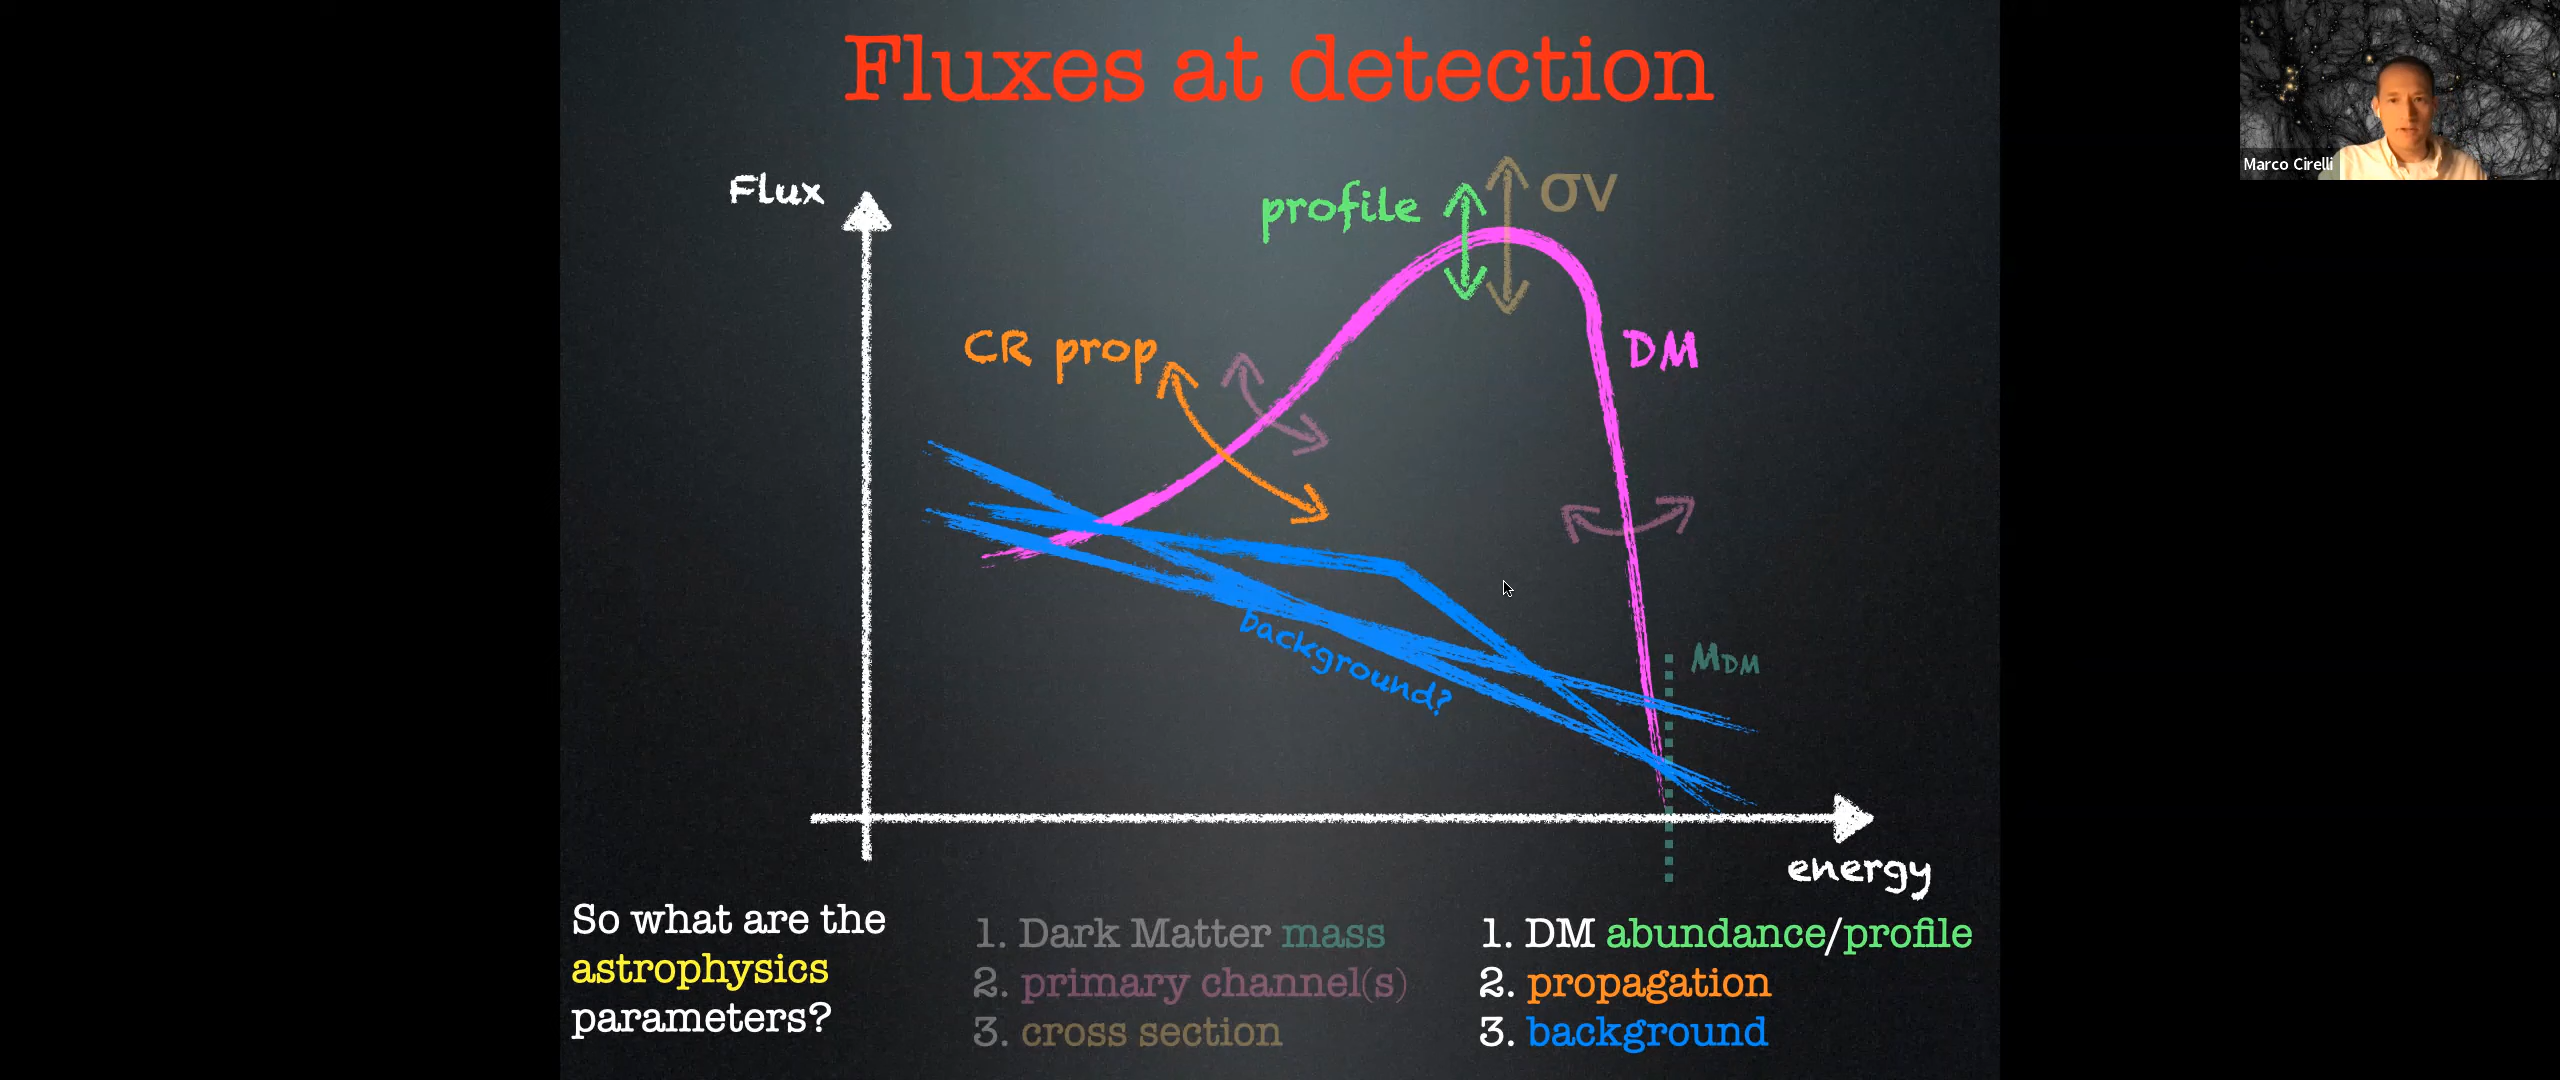 Fluxes at detection
Marco Cirelli
Flux
profile
σv
CR prop
DM
background?
MDM
energy
So what are the
astrophysics
parameters?
1. Dark Matter mass
2. primary channel(s)
3. cross section
1. DM abundance/profile
2. propagation
3. background